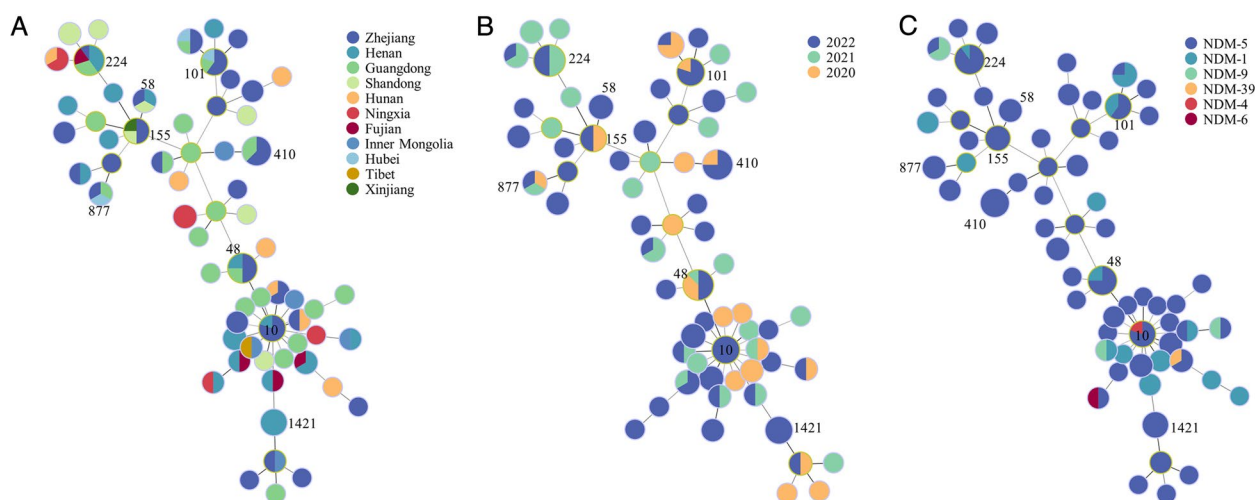 A
Zhejiang
Henan
Guangdong
Shandong
Hunan
Ningxia
Fujian
Inner Mongolia
Hubei
Tibet
Xinjiang
224
58
101
155
410
877
48
10
1421
B
2022
2021
2020
224
58
101
155
410
877
48
10
1421
C
NDM-5
NDM-1
NDM-9
NDM-39
NDM-4
NDM-6
224
58
101
155
877
410
48
10
1421